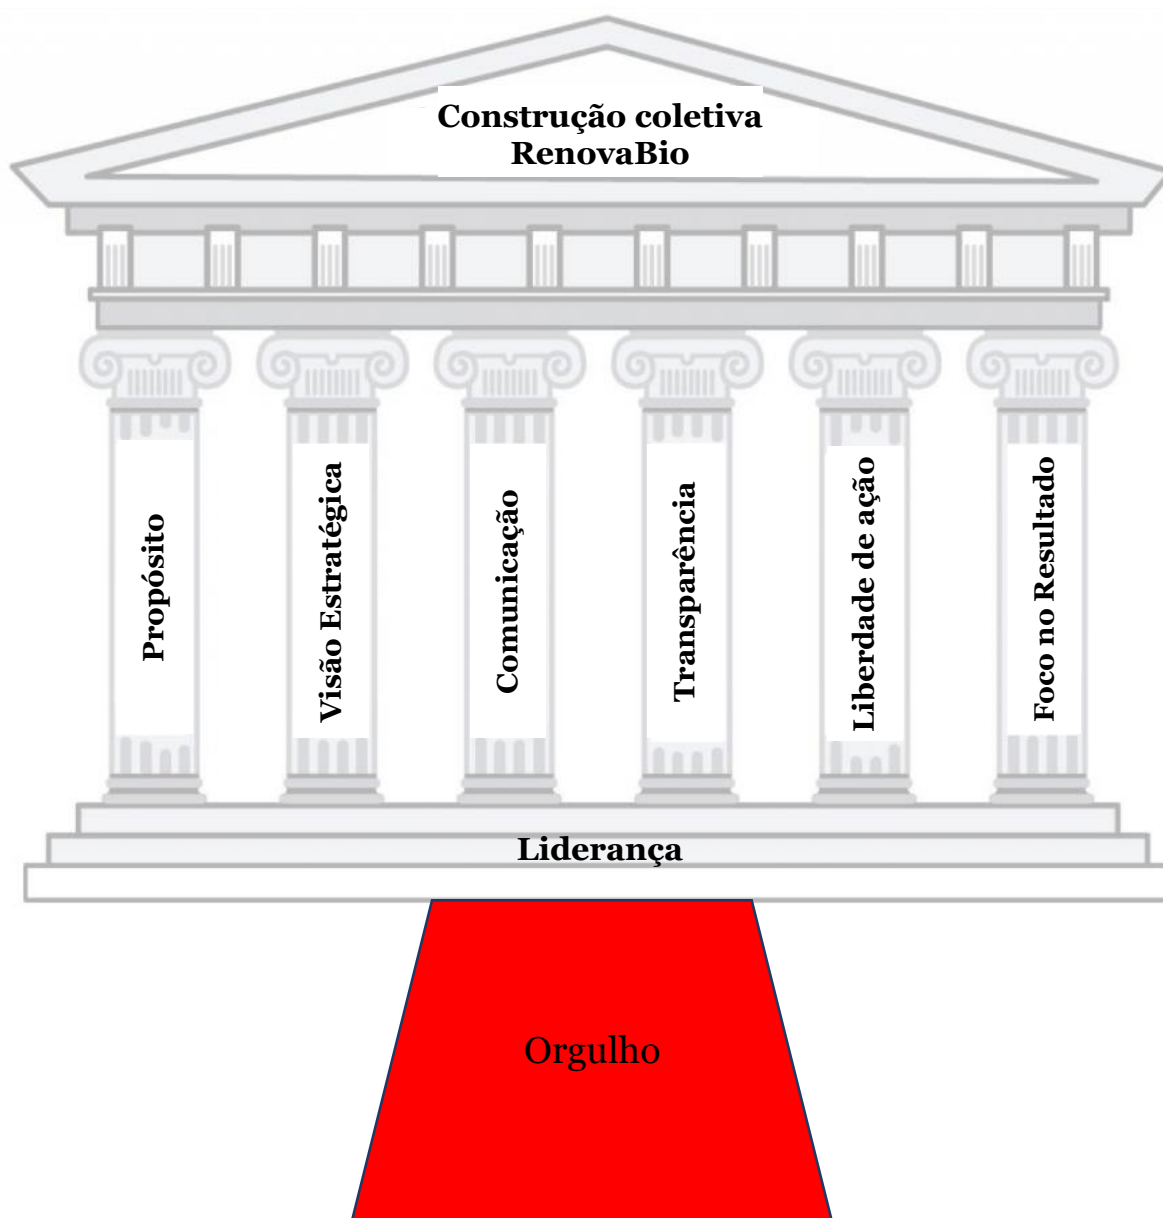 Construção coletiva
RenovaBio
Propósito
Visão Estratégica
Comunicação
Transparência
Liberdade de ação
Foco no Resultado
Liderança
Orgulho